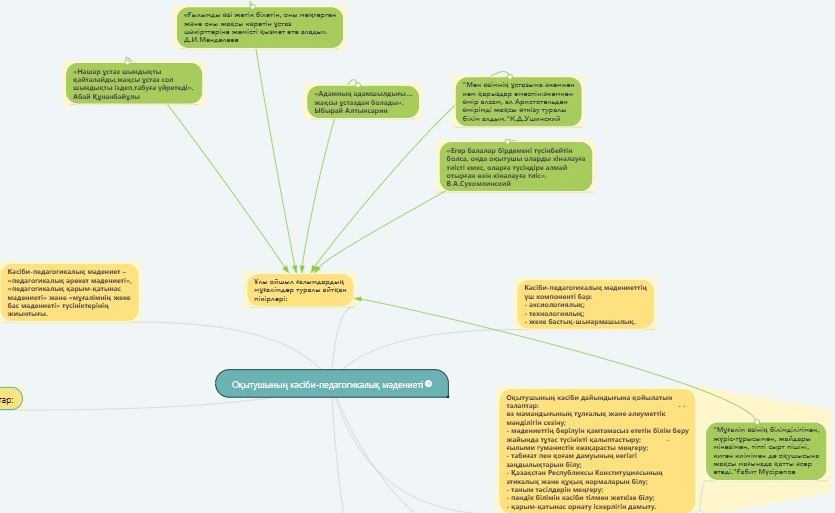 «Ғылымды өзі жетік білетін, оны меңгерген
және оны жақсы көретін ұстаз
шәкірттеріне жемісті қызмет ете алады».
Д.И.Менделеев
«Нашар ұстаз шындықты
қайталайды,жақсы ұстаз сол
шындықты іздеп,табуға үйретеді».
Абай Құнанбайұлы
«Адамның адамшылдығы...
жақсы ұстаздан болады».
Ыбырай Алтынсарин
"Мен өзімнің ұстазыма әкемнен
кем қарыздар емеспін:әкемнен
өмір алсам, ал Аристотельден
өмірімді жақсы өткізу туралы
білім алдым."К.Д.Ушинский
«Егер балалар бірдемені түсінбейтін
болса, онда оқытушы оларды кіналауға
тиісті емес, оларға түсіндіре алмай
отырған өзін кіналауға тиіс».
В.А.Сухомлинский
Кәсіби-педагогикалық мәдениет –
«педагогикалық әрекет мәдениеті»,
«педагогикалық қарым-қатынас
мәдениеті» және «мұғалімнің жеке
бас мәдениеті» түсініктерінің
жиынтығы.
Ұлы ойшыл ғалымдардың
мұғалімдер туралы айтқан
пікірлері:
Кәсіби-педагогикалық мәдениеттің
үш компоненті бар:
- аксиологиялық;
- технологиялық;
- жеке бастық-шығармашылық.
Оқытушының кәсіби-педагогикалық мәдениеті
тар:
Оқытушының кәсіби дайындығына қойылатын
талаптар: - -
өз мамандығының тұлғалық және әлеуметтік
мәнділігін сезіну;
- мәдениеттің берілуін қамтамасыз ететін білім беру
жайында тұтас түсінікті қалыптастыру; -
ғылыми гуманистік көзқарасты меңгеру;
- табиғат пен қоғам дамуының негізгі
заңдылықтарын білу;
- Қазақстан Республикасы Конституциясының
этикалық және құқық нормаларын білу;
- таным тәсілдерін меңгеру;
- пәндік білімін кәсіби тілмен жеткізе білу;
- қарым-қатынас орнату іскерлігін дамыту.
"Мұғалім өзінің білімділігімен,
жүріс-тұрысымен, жайдары
мінезімен, тіпті сырт пішіні,
киген киімімен де оқушысына
жақсы мағынада қатты әсер
етеді."Ғабит Мүсірепов